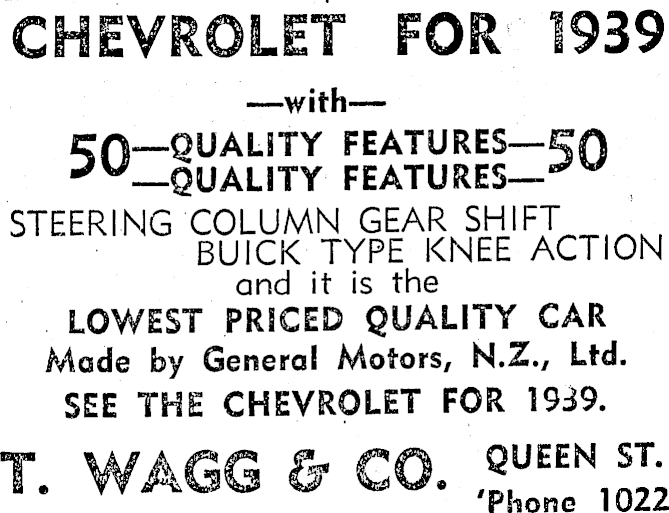 CHEVROLET FOR 1939
—with—
50—QUALITY FEATURES—50
—QUALITY FEATURES—
STEERING COLUMN GEAR SHIFT
BUICK TYPE KNEE ACTION
and it is the
LOWEST PRICED QUALITY CAR
Made by General Motors, N.Z., Ltd.
SEE THE CHEVROLET FOR 1939.
T. WAGG & CO. QUEEN ST.
'Phone 1022